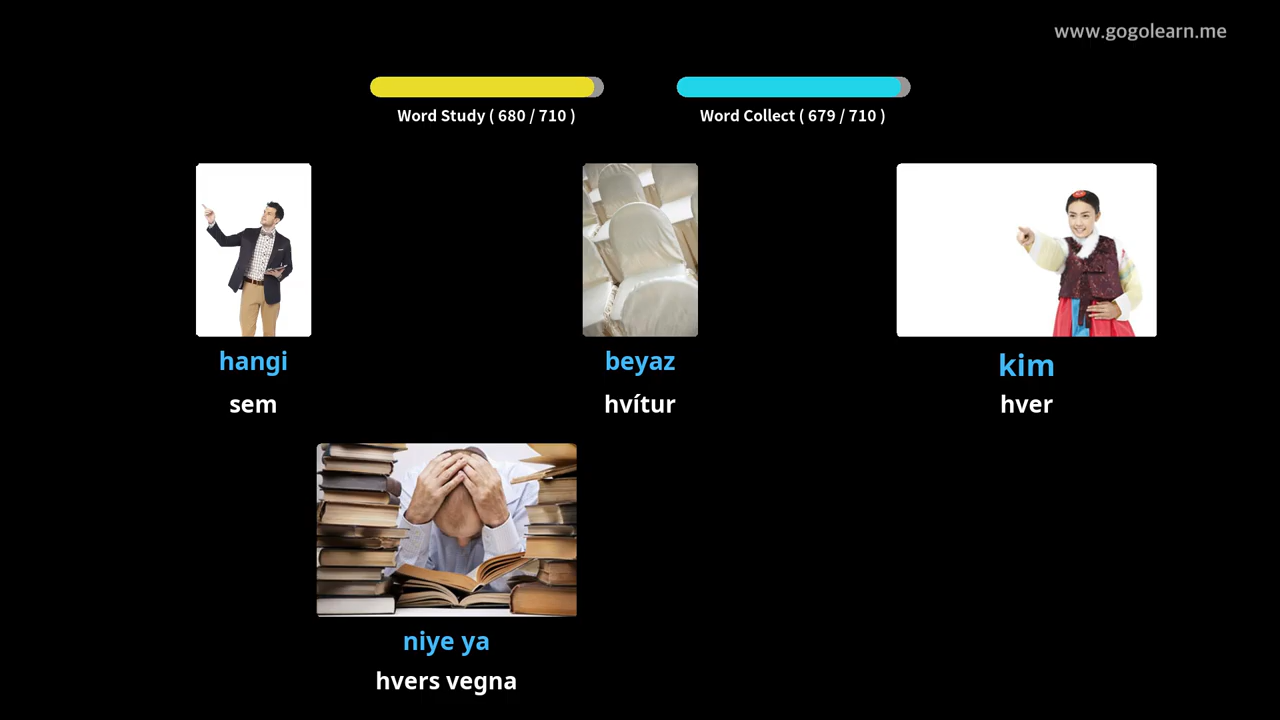 www.gogolearn.me
Word Study ( 680 / 710 )
Word Collect ( 679 / 710 )
hangi
sem
beyaz
hvítur
kim
hver
niye ya
hvers vegna